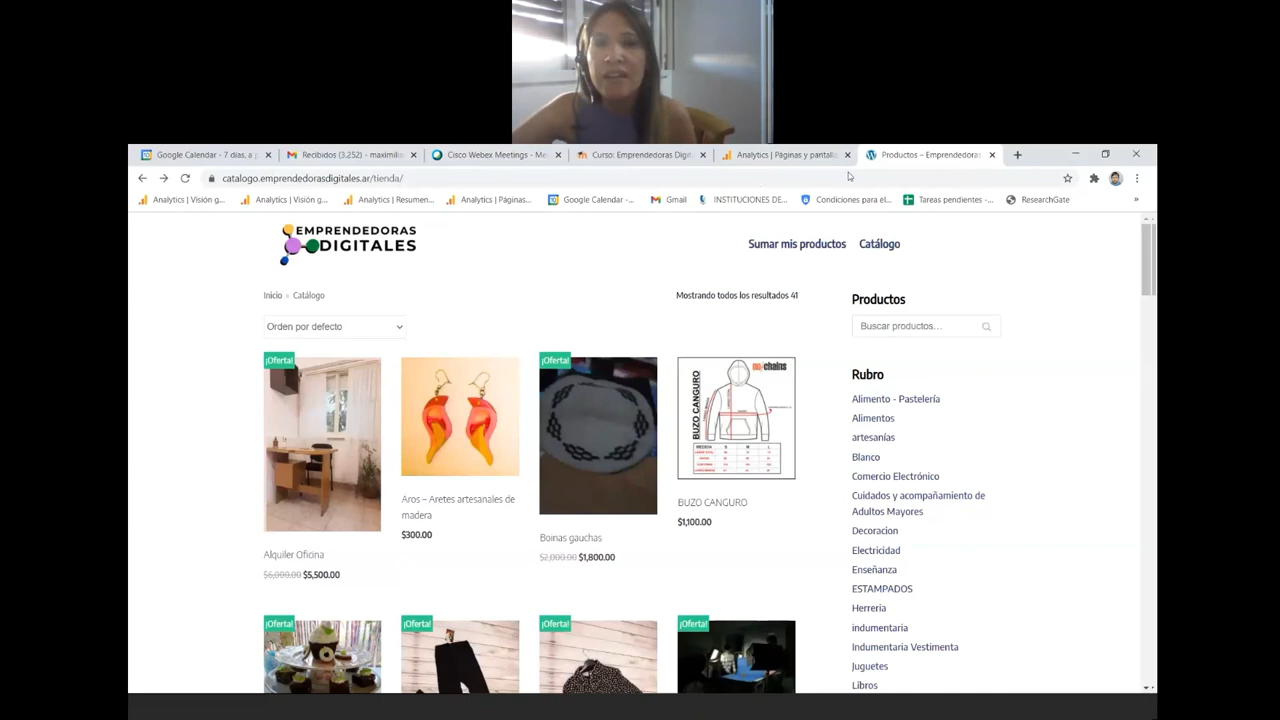 Google Calendar - 7 días, a p
Recibidos (3.252) - maximilia
Cisco Webex Meetings - Me
Curso: Emprendedoras Digit
Analytics | Páginas y pantalla
Productos – Emprendedoras
catalogo.emprendedorasdigitales.ar/tienda/
Analytics | Visión g...
Analytics | Visión g...
Analytics | Resumen...
Analytics | Páginas...
Google Calendar -...
Gmail
INSTITUCIONES DE...
Condiciones para el...
Tareas pendientes -...
ResearchGate
EMPRENDEDORAS
DIGITALES
Sumar mis productos
Catálogo
Inicio » Catálogo
Mostrando todos los resultados 41
Orden por defecto
Productos
Buscar productos...
Rubro
Alimento - Pastelería
Alimentos
artesanías
Blanco
Comercio Electrónico
Cuidados y acompañamiento de
Adultos Mayores
Decoracion
Electricidad
Enseñanza
ESTAMPADOS
Herreria
indumentaria
Indumentaria Vestimenta
Juguetes
Libros
¡Oferta!
Alquiler Oficina
$6,000.00 $5,500.00
Aros – Aretes artesanales de
madera
$300.00
¡Oferta!
Boinas gauchas
$2,000.00 $1,800.00
BUZO CANGURO
BUZO CANGURO
$1,100.00
¡Oferta!
¡Oferta!
¡Oferta!
¡Oferta!